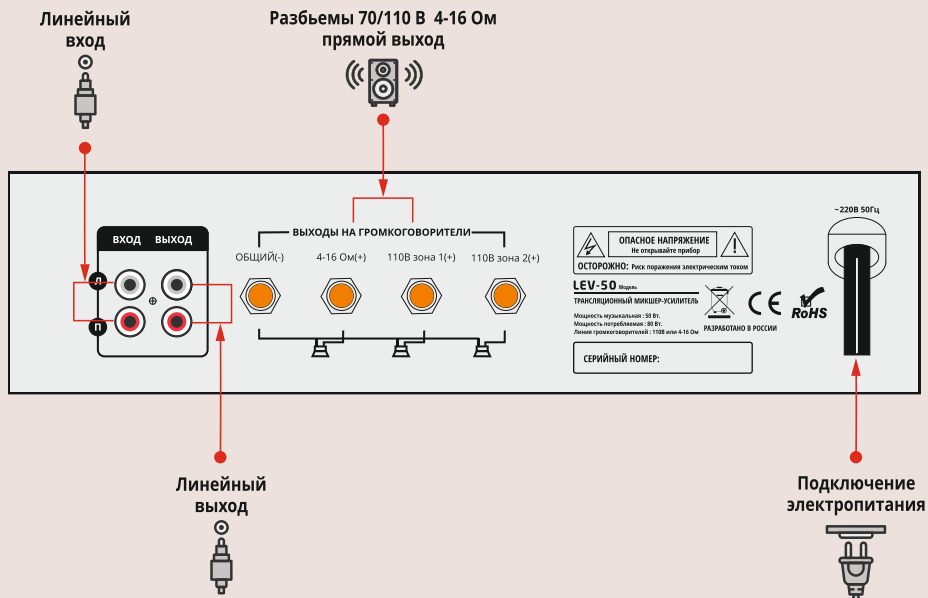 Линейный
вход
Разбьемы 70/110 В 4-16 Ом
прямой выход
~220В 50Гц
ВХОД ВЫХОД
ВЫХОДЫ НА ГРОМКОГОВОРИТЕЛИ
ОБЩИЙ(-) 4-16 Ом(+) 110В зона 1(+) 110В зона 2(+)
Л
П
ОПАСНОЕ НАПРЯЖЕНИЕ
Не открывайте прибор
ОСТОРОЖНО: Риск поражения электрическим током
LEV-50 Модель
ТРАНСЛЯЦИОННЫЙ МИКШЕР-УСИЛИТЕЛЬ
Мощность музыкальная : 50 Вт.
Мощность потребляемая : 80 Вт.
Линия громкоговорителей : 110В или 4-16 Ом
CE RoHS
РАЗРАБОТАНО В РОССИИ
СЕРИЙНЫЙ НОМЕР:
Линейный
выход
Подключение
электропитания